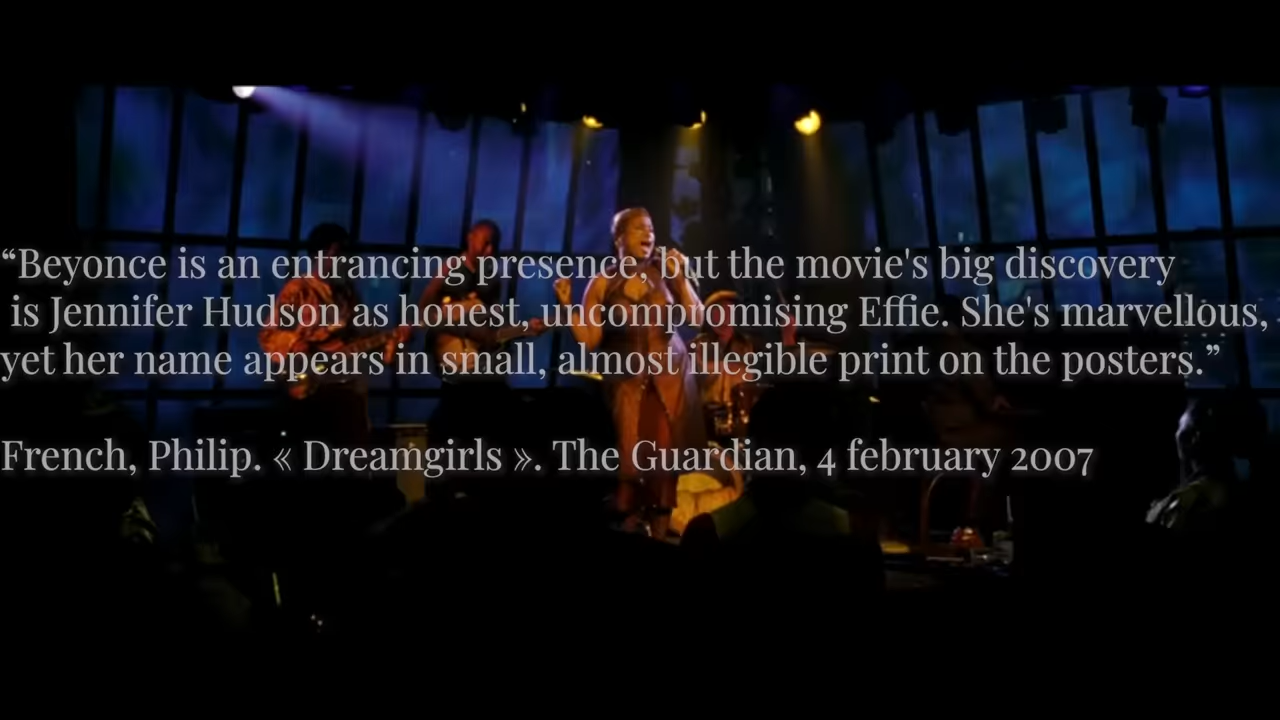 “Beyonce is an entrancing presence, but the movie's big discovery
is Jennifer Hudson as honest, uncompromising Effie. She's marvellous,
yet her name appears in small, almost illegible print on the posters.”
French, Philip. « Dreamgirls ». The Guardian, 4 february 2007